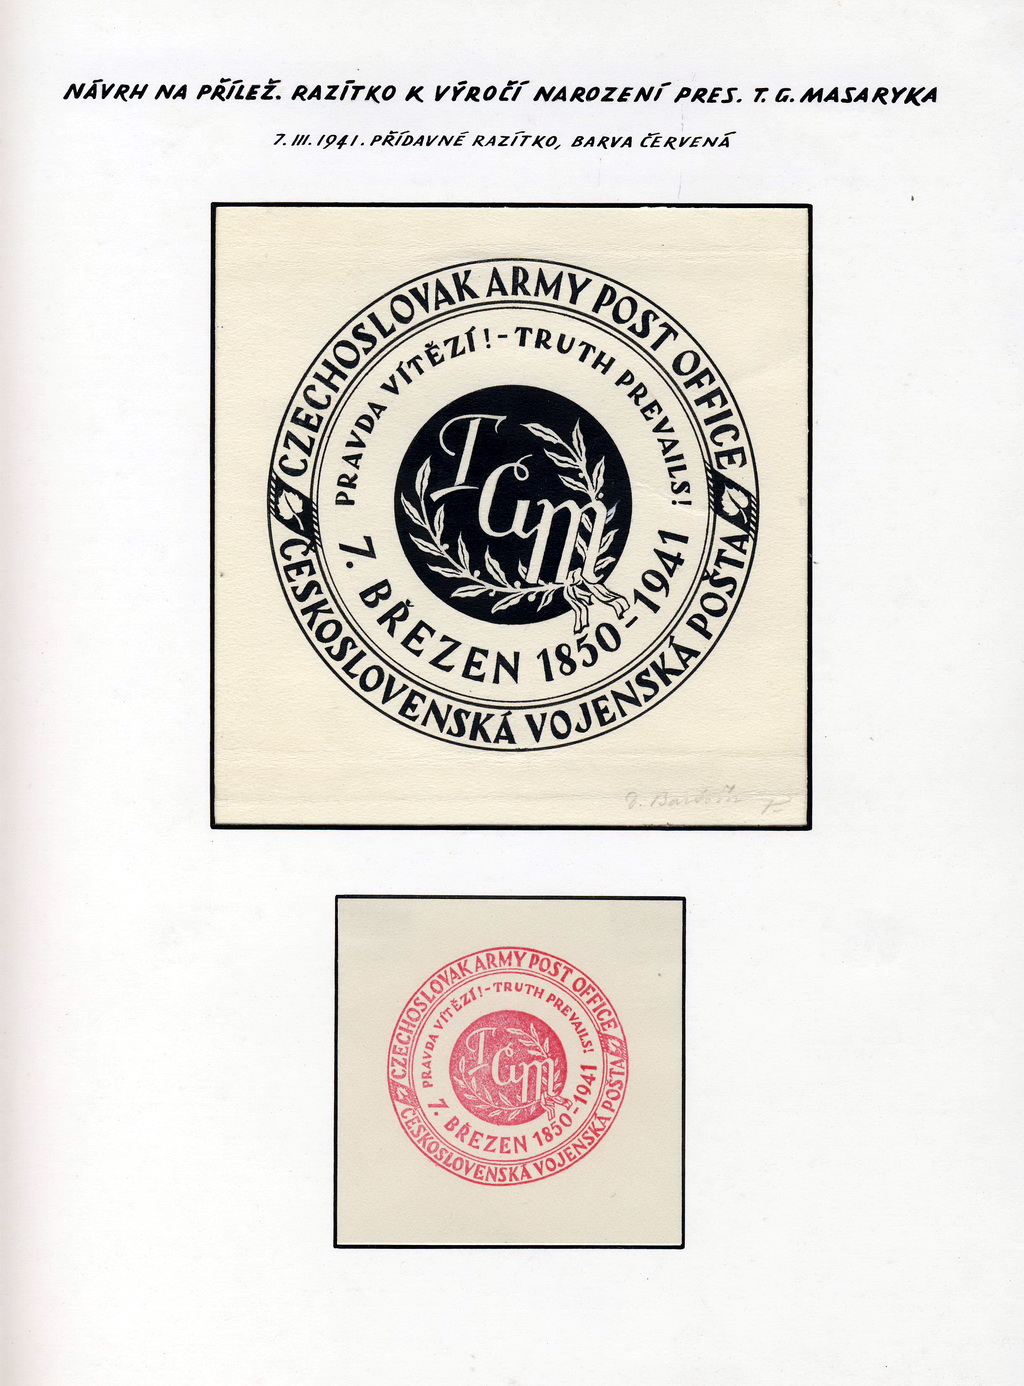 NÁVRH NA PŘÍLEŽ. RAZÍTKO K VÝROČÍ NAROZENÍ PRES. T. G. MASARYKA
7. III. 1941. PŘÍDAVNÉ RAZÍTKO, BARVA ČERVENÁ
CZECHOSLOVAK ARMY POST OFFICE
PRAVDA VÍTĚZÍ! - TRUTH PREVAILS!
TGM
7. BŘEZEN 1850-1941
ČESKOSLOVENSKÁ VOJENSKÁ POŠTA
CZECHOSLOVAK ARMY POST OFFICE
PRAVDA VÍTĚZÍ! - TRUTH PREVAILS!
TGM
7. BŘEZEN 1850-1941
ČESKOSLOVENSKÁ VOJENSKÁ POŠTA